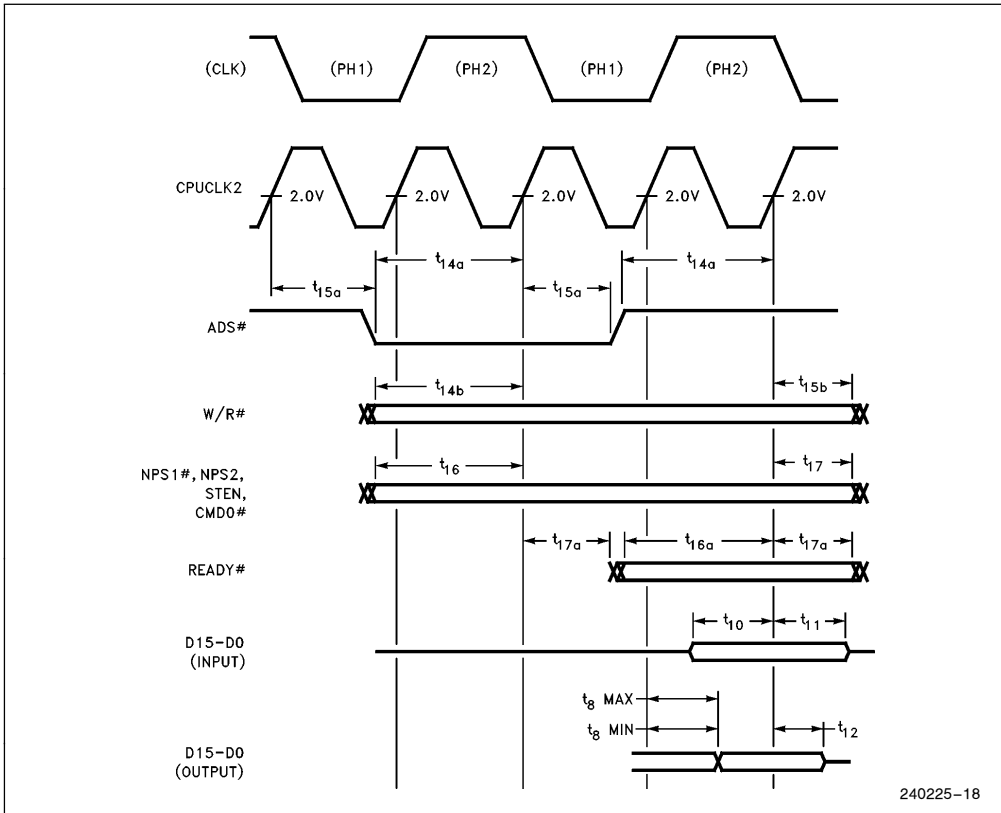 (CLK) (PH1) (PH2) (PH1) (PH2)
CPUCLK2 2.0V 2.0V 2.0V 2.0V 2.0V
t14a t14a
t15a t15a
ADS#
t14b t15b
W/R#
t16 t17
NPS1#, NPS2,
STEN,
CMD0#
t17a t16a t17a
READY#
t10 t11
D15-D0
(INPUT)
t8 MAX
t8 MIN t12
D15-D0
(OUTPUT)
240225-18